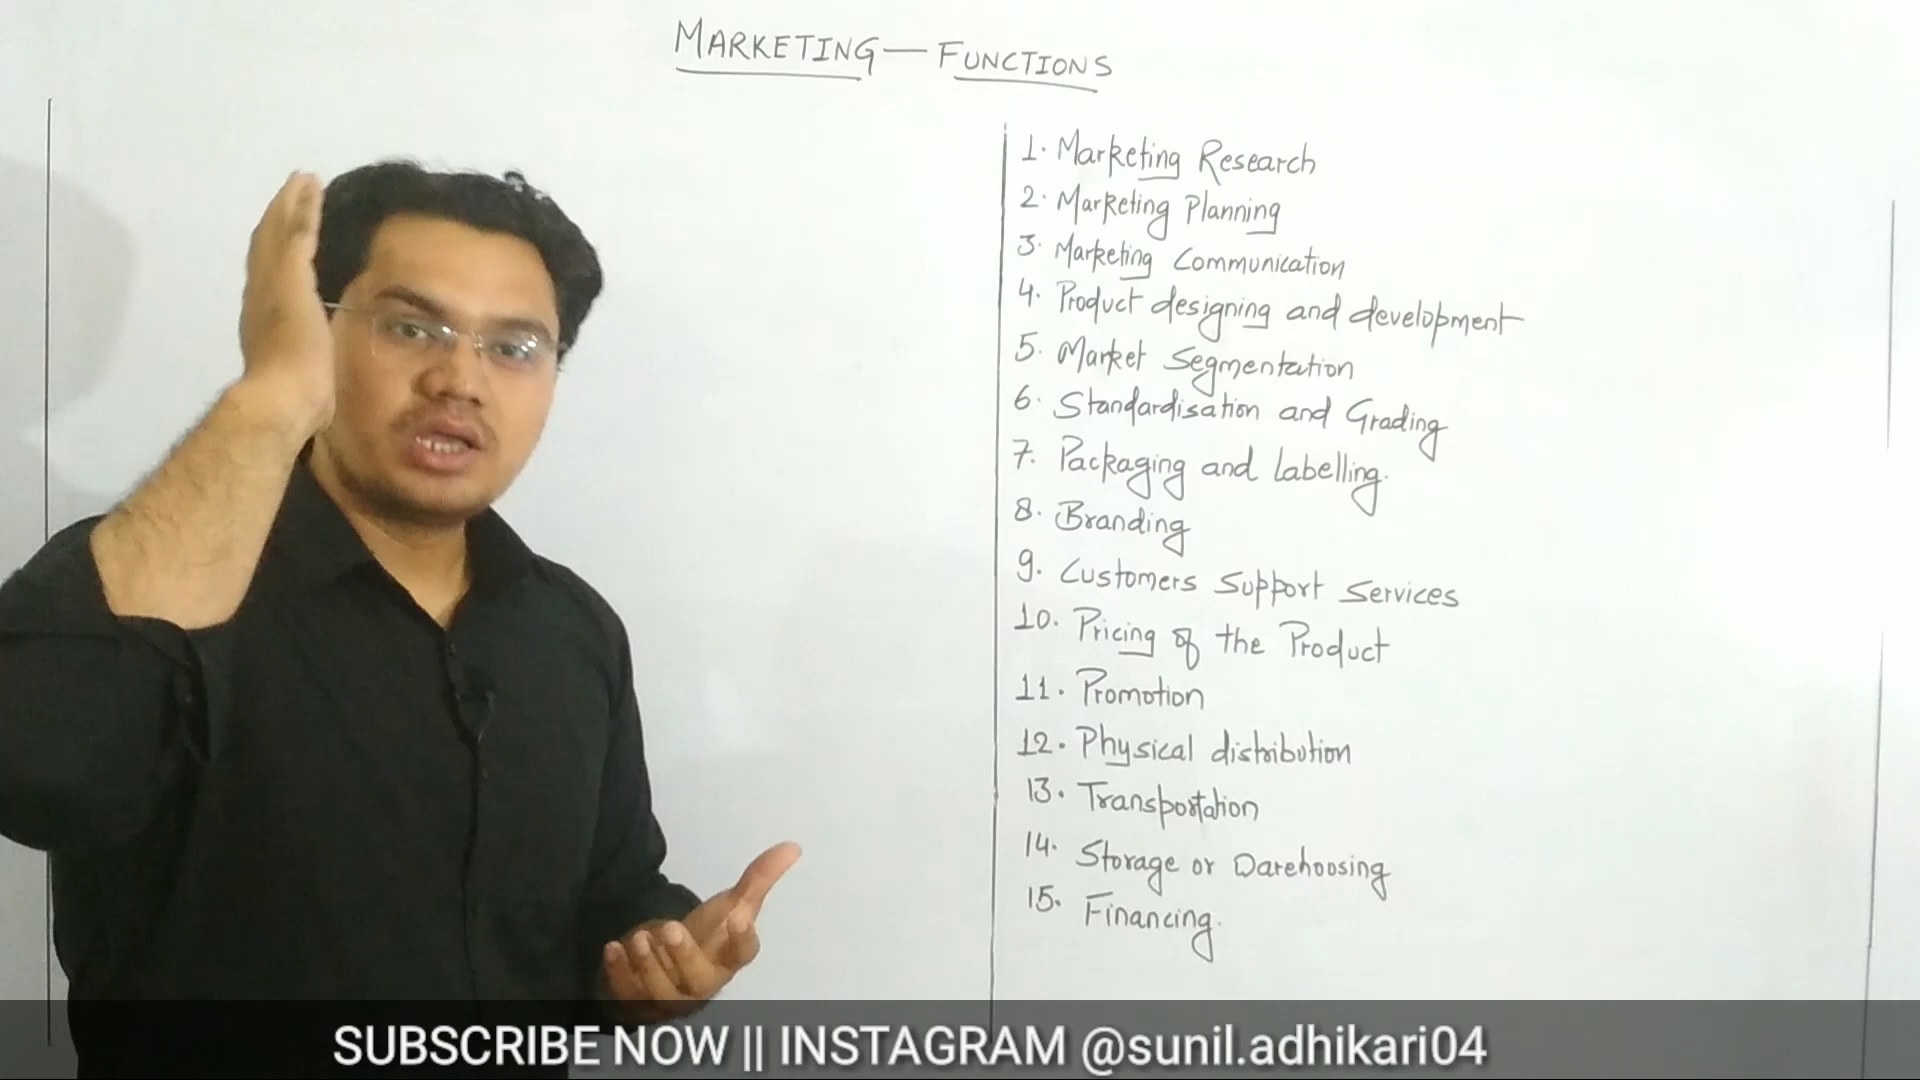 MARKETING — FUNCTIONS
1. Marketing Research
2. Marketing Planning
3. Marketing Communication
4. Product designing and development
5. Market Segmentation
6. Standardisation and Grading
7. Packaging and Labelling.
8. Branding
9. Customers Support Services
10. Pricing of the Product
11. Promotion
12. Physical distribution
13. Transportation
14. Storage or Warehoosing
15. Financing.
SUBSCRIBE NOW || INSTAGRAM @sunil.adhikari04